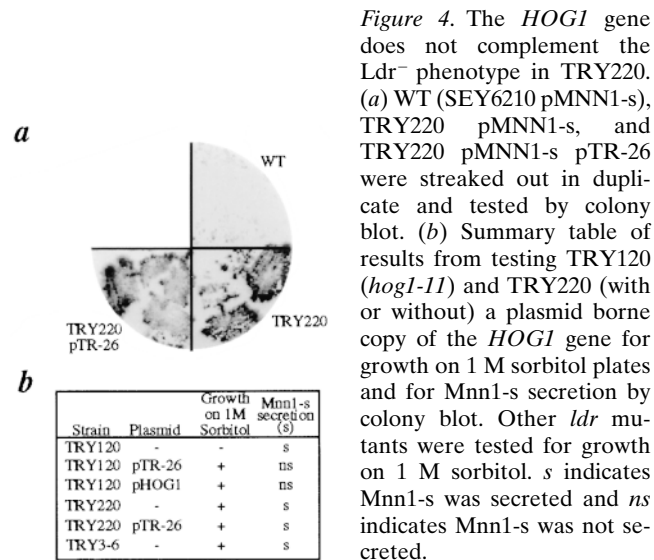 a
WT
TRY220
TRY220
pTR-26
b
Strain Plasmid Growth on 1M Sorbitol Mnn1-s secretion (s)
TRY120 - - s
TRY120 pTR-26 + ns
TRY120 pHOG1 + ns
TRY220 - + s
TRY220 pTR-26 + s
TRY3-6 - + s
Figure 4. The HOG1 gene
does not complement the
Ldr⁻ phenotype in TRY220.
(a) WT (SEY6210 pMNN1-s),
TRY220 pMNN1-s, and
TRY220 pMNN1-s pTR-26
were streaked out in dupli-
cate and tested by colony
blot. (b) Summary table of
results from testing TRY120
(hog1-11) and TRY220 (with
or without) a plasmid borne
copy of the HOG1 gene for
growth on 1 M sorbitol plates
and for Mnn1-s secretion by
colony blot. Other ldr mu-
tants were tested for growth
on 1 M sorbitol. s indicates
Mnn1-s was secreted and ns
indicates Mnn1-s was not se-
creted.